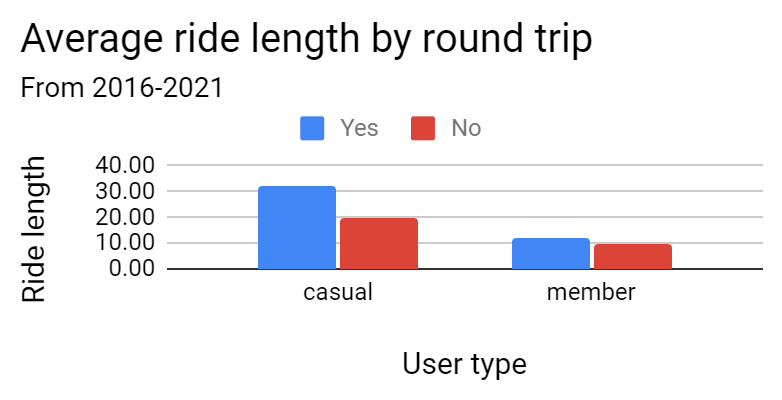 Average ride length by round trip
From 2016-2021
Yes No
Ride length
40.00
30.00
20.00
10.00
0.00
casual member
User type